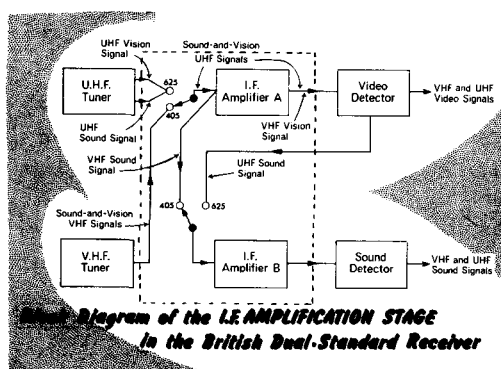 UHF Vision
Signal
Sound-and-Vision
UHF Signals
U.H.F.
Tuner
625
405
I.F.
Amplifier A
Video
Detector
VHF and UHF
Video Signals
UHF
Sound Signal
VHF Vision
Signal
VHF Sound
Signal
UHF Sound
Signal
405
625
Sound-and-Vision
VHF Signals
V.H.F.
Tuner
I.F.
Amplifier B
Sound
Detector
VHF and UHF
Sound Signals
Block Diagram of the I.F. AMPLIFICATION STAGE
in the British Dual-Standard Receiver